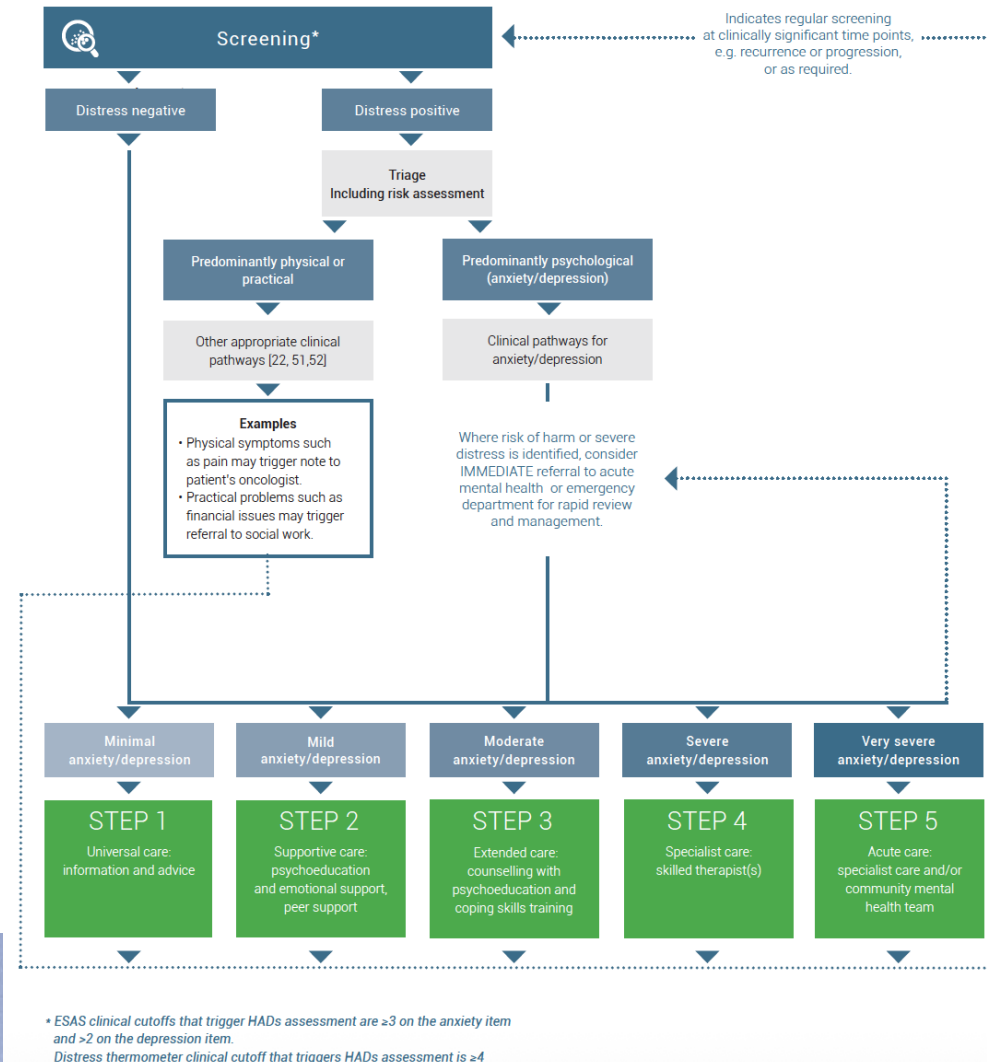 Screening*
Indicates regular screening
at clinically significant time points,
e.g. recurrence or progression,
or as required.
Distress negative
Distress positive
Triage
Including risk assessment
Predominantly physical or
practical
Predominantly psychological
(anxiety/depression)
Other appropriate clinical
pathways [22, 51,52]
Clinical pathways for
anxiety/depression
Examples
• Physical symptoms such
as pain may trigger note to
patient's oncologist.
• Practical problems such as
financial issues may trigger
referral to social work.
Where risk of harm or severe
distress is identified, consider
IMMEDIATE referral to acute
mental health or emergency
department for rapid review
and management.
Minimal
anxiety/depression
Mild
anxiety/depression
Moderate
anxiety/depression
Severe
anxiety/depression
Very severe
anxiety/depression
STEP 1
Universal care:
information and advice
STEP 2
Supportive care:
psychoeducation
and emotional support,
peer support
STEP 3
Extended care:
counselling with
psychoeducation and
coping skills training
STEP 4
Specialist care:
skilled therapist(s)
STEP 5
Acute care:
specialist care and/or
community mental
health team
* ESAS clinical cutoffs that trigger HADs assessment are ≥3 on the anxiety item
and >2 on the depression item.
Distress thermometer clinical cutoff that triggers HADs assessment is ≥4